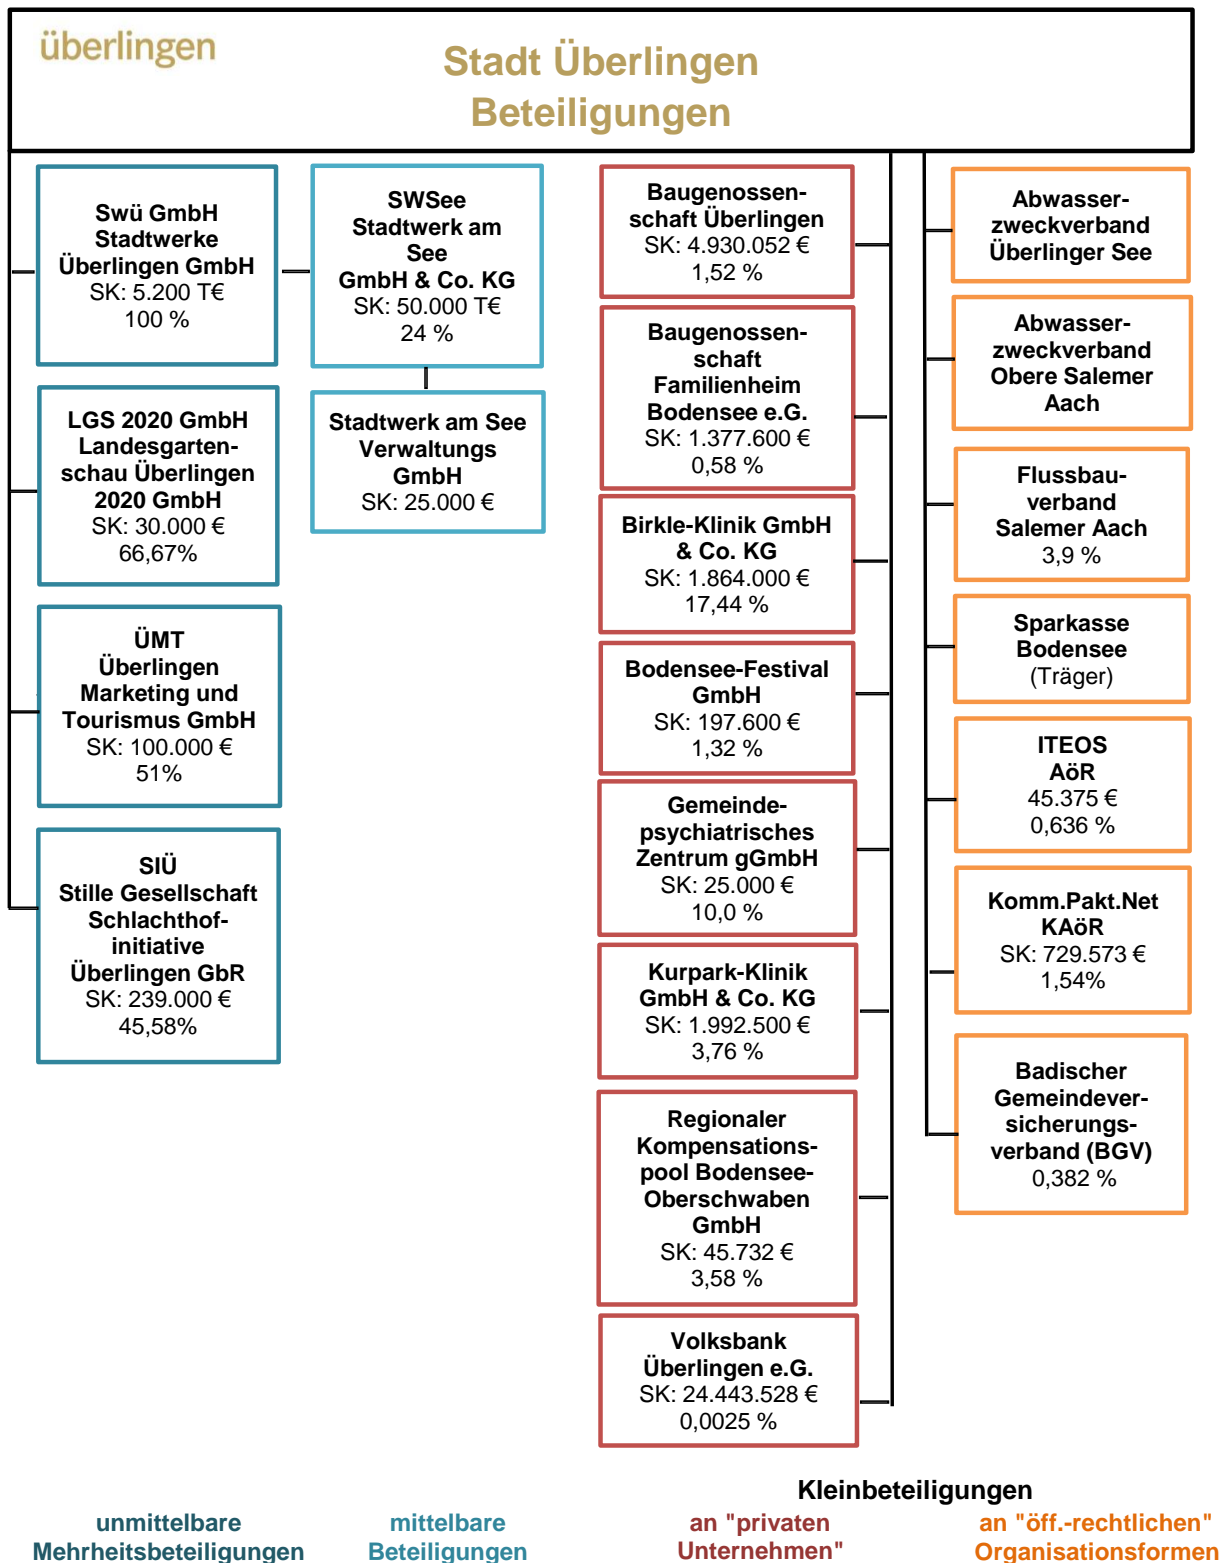 überlingen
Stadt Überlingen
Beteiligungen
Swü GmbH
Stadtwerke
Überlingen GmbH
SK: 5.200 T€
100 %
LGS 2020 GmbH
Landesgarten-
schau Überlingen
2020 GmbH
SK: 30.000 €
66,67%
ÜMT
Überlingen
Marketing und
Tourismus GmbH
SK: 100.000 €
51%
SIÜ
Stille Gesellschaft
Schlachthof-
initiative
Überlingen GbR
SK: 239.000 €
45,58%
SWSee
Stadtwerk am
See
GmbH & Co. KG
SK: 50.000 T€
24 %
Stadtwerk am See
Verwaltungs
GmbH
SK: 25.000 €
Baugenossen-
schaft Überlingen
SK: 4.930.052 €
1,52 %
Baugenossen-
schaft
Familienheim
Bodensee e.G.
SK: 1.377.600 €
0,58 %
Birkle-Klinik GmbH
& Co. KG
SK: 1.864.000 €
17,44 %
Bodensee-Festival
GmbH
SK: 197.600 €
1,32 %
Gemeinde-
psychiatrisches
Zentrum gGmbH
SK: 25.000 €
10,0 %
Kurpark-Klinik
GmbH & Co. KG
SK: 1.992.500 €
3,76 %
Regionaler
Kompensations-
pool Bodensee-
Oberschwaben
GmbH
SK: 45.732 €
3,58 %
Volksbank
Überlingen e.G.
SK: 24.443.528 €
0,0025 %
Abwasser-
zweckverband
Überlinger See
Abwasser-
zweckverband
Obere Salemer
Aach
Flussbau-
verband
Salemer Aach
3,9 %
Sparkasse
Bodensee
(Träger)
ITEOS
AöR
45.375 €
0,636 %
Komm.Pakt.Net
KAöR
SK: 729.573 €
1,54%
Badischer
Gemeindever-
sicherungs-
verband (BGV)
0,382 %
Kleinbeteiligungen
unmittelbare
Mehrheitsbeteiligungen
mittelbare
Beteiligungen
an "privaten
Unternehmen"
an "öff.-rechtlichen"
Organisationsformen